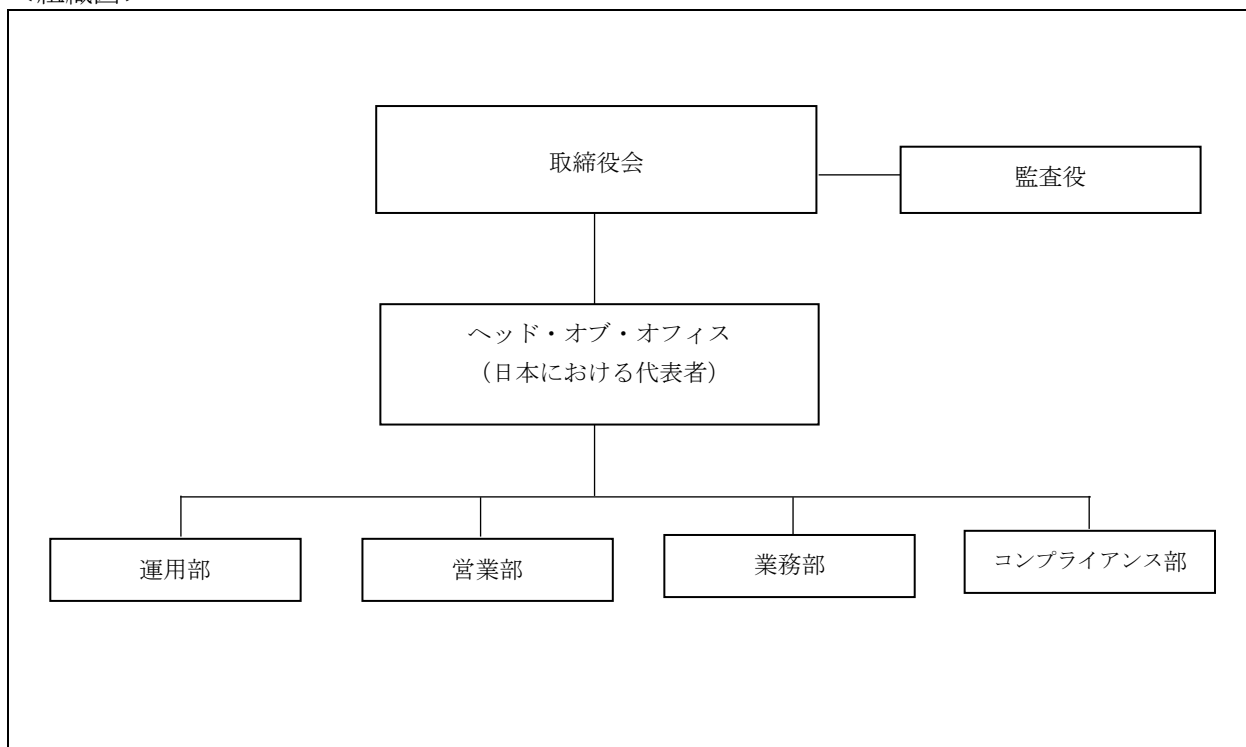 取締役会
監査役
ヘッド・オブ・オフィス
（日本における代表者）
運用部
営業部
業務部
コンプライアンス部